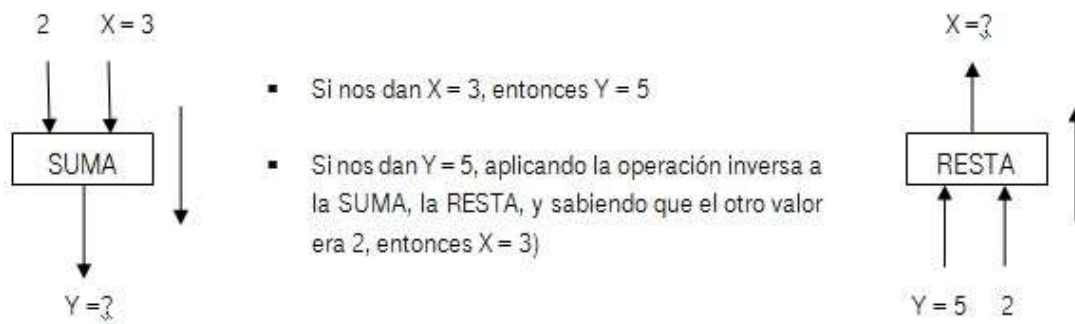 2 X = 3
SUMA
Y =?
▪ Si nos dan X = 3, entonces Y = 5
▪ Si nos dan Y = 5, aplicando la operación inversa a
la SUMA, la RESTA, y sabiendo que el otro valor
era 2, entonces X = 3)
X =?
RESTA
Y = 5 2